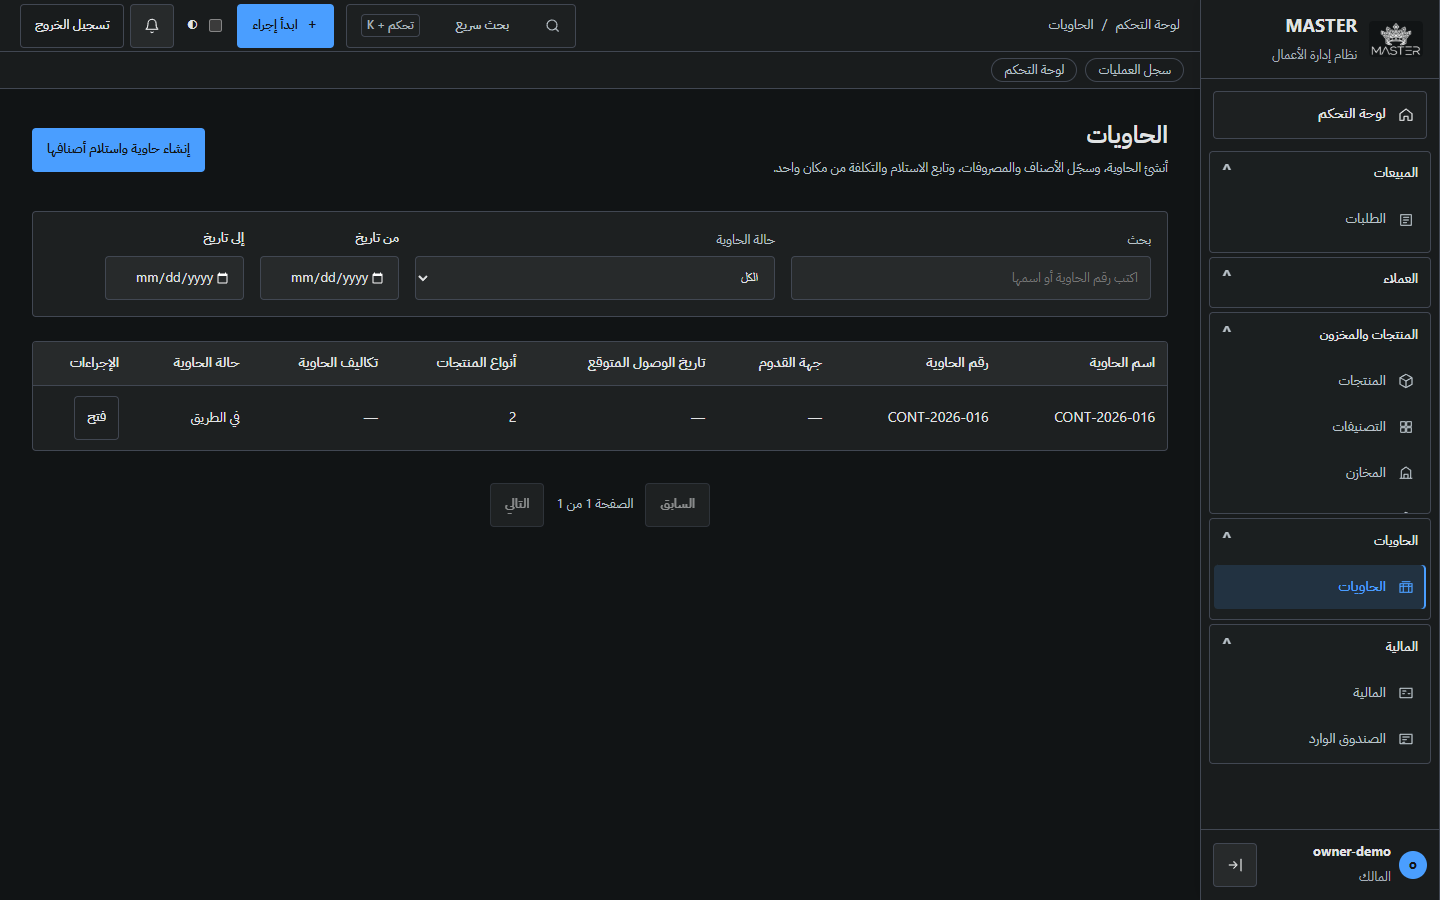 MASTER
نظام إدارة الأعمال
MASTER
لوحة التحكم
المبيعات
الطلبات
العملاء
المنتجات والمخزون
المنتجات
التصنيفات
المخازن
الحاويات
الحاويات
المالية
المالية
الصندوق الوارد
owner-demo
المالك
o
لوحة التحكم / الحاويات
بحث سريع
تحكم + K
+ ابدأ إجراء
تسجيل الخروج
سجل العمليات
لوحة التحكم
الحاويات
أنشئ الحاوية، وسجّل الأصناف والمصروفات، وتابع الاستلام والتكلفة من مكان واحد.
إنشاء حاوية واستلام أصنافها
بحث
اكتب رقم الحاوية أو اسمها
حالة الحاوية
الكل
من تاريخ
mm/dd/yyyy
إلى تاريخ
mm/dd/yyyy
اسم الحاوية رقم الحاوية جهة القدوم تاريخ الوصول المتوقع أنواع المنتجات تكاليف الحاوية حالة الحاوية الإجراءات
CONT-2026-016 CONT-2026-016 — — 2 — في الطريق فتح
السابق الصفحة 1 من 1 التالي